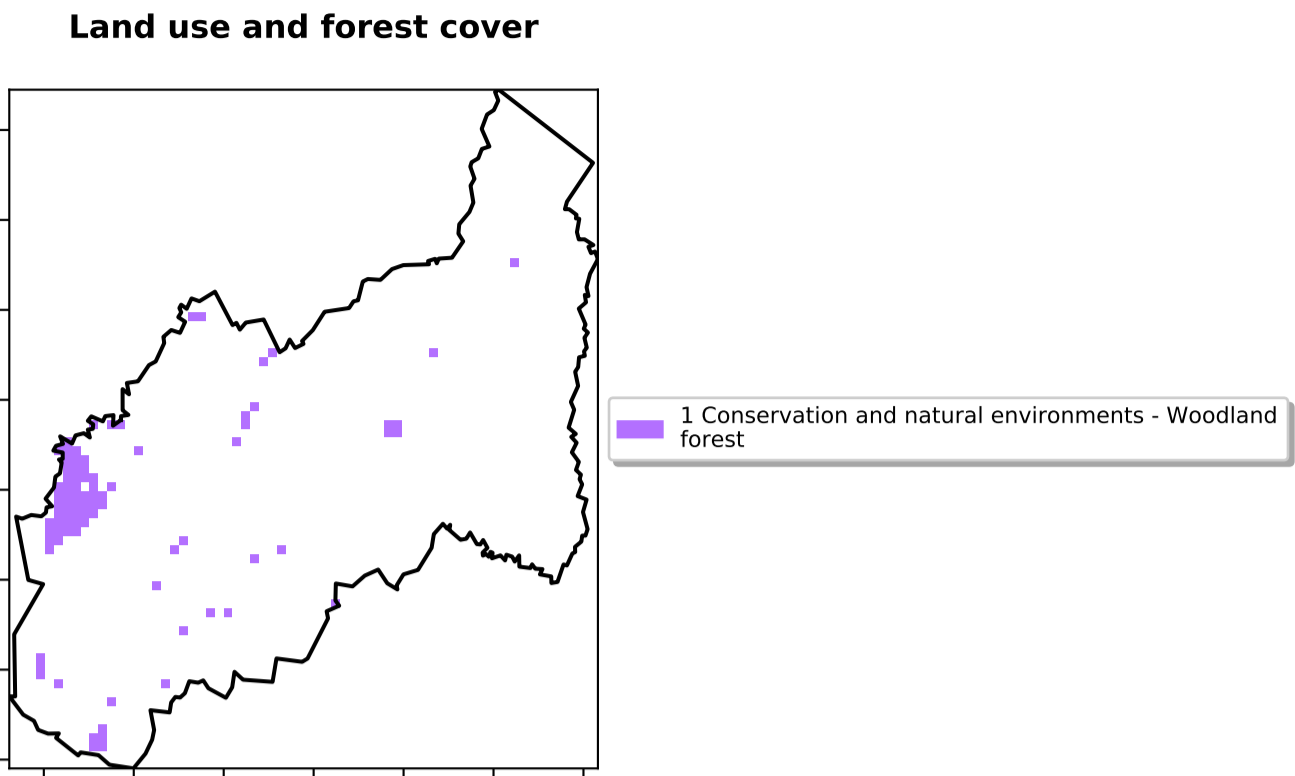 Land use and forest cover
1 Conservation and natural environments - Woodland
forest